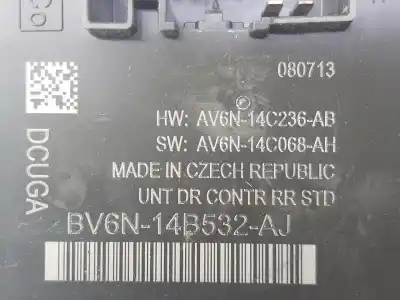 Co
080713
HW: AV6N-14C236-AB
SW: AV6N-14C068-AH
MADE IN CZECH REPUBLIC
UNT DR CONTR RR STD
DCUGA
BV6N-14B532-AJ